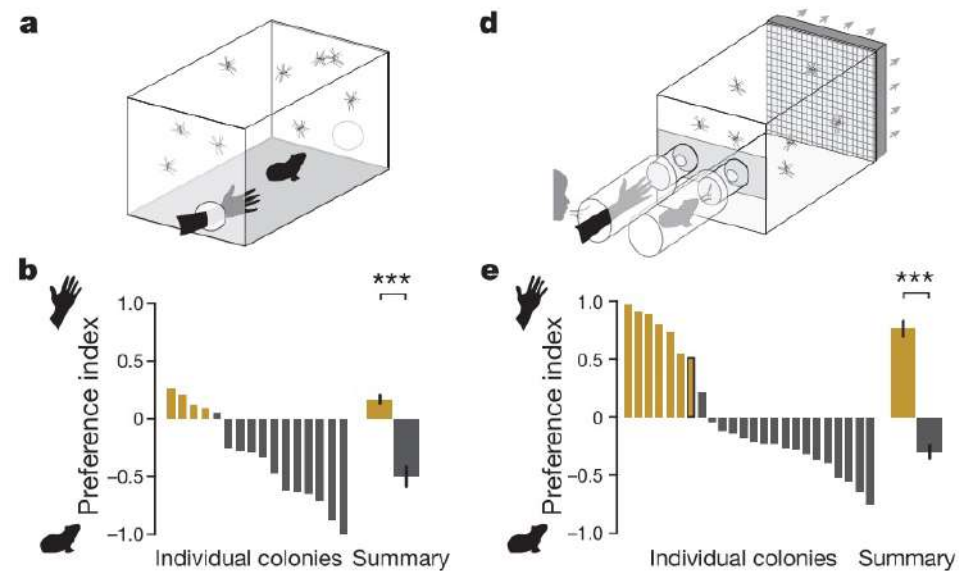 a
d
b
***
1.0
0.5
0
−0.5
−1.0
Preference index
Individual colonies
Summary
e
***
1.0
0.5
0
−0.5
−1.0
Preference index
Individual colonies
Summary